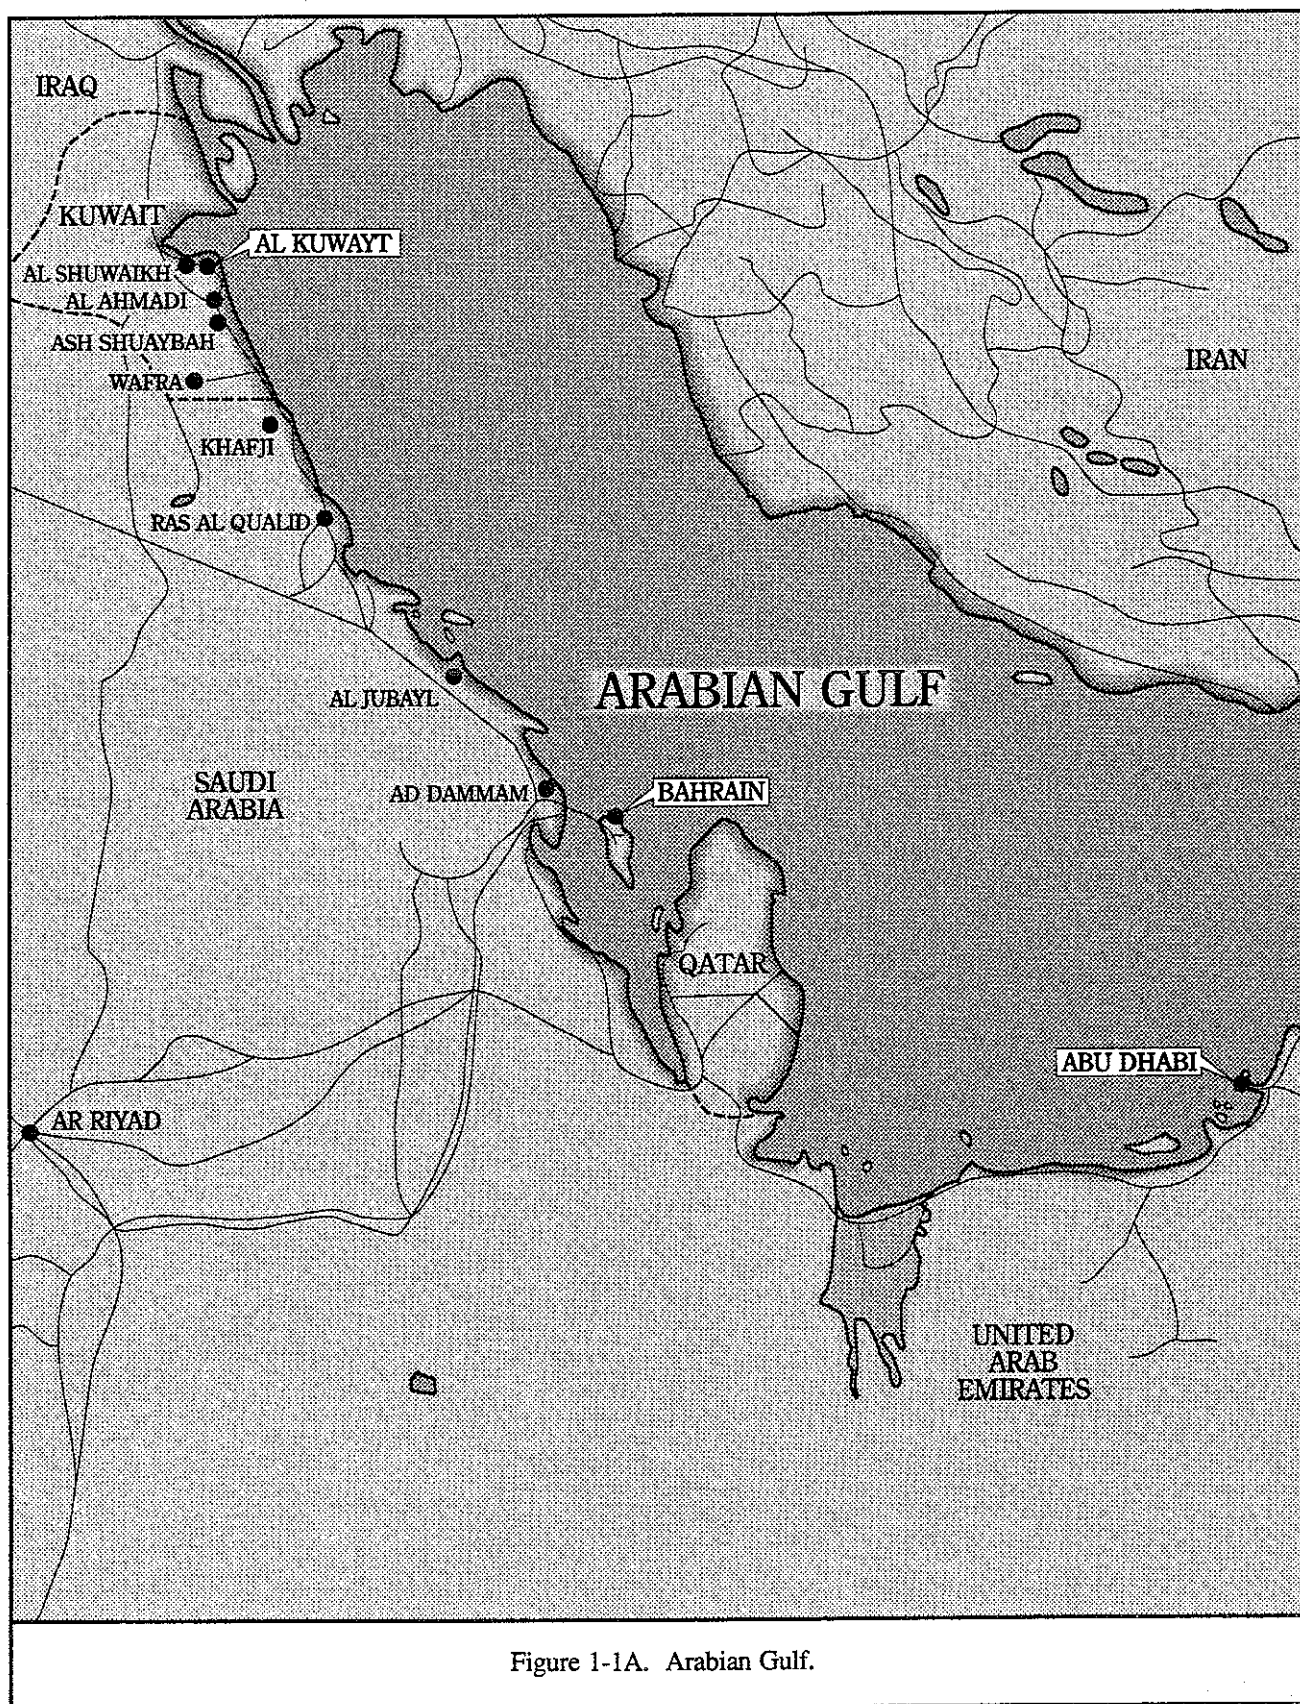 IRAQ
KUWAIT
AL KUWAYT
AL SHUWAIKH
AL AHMADI
ASH SHUAYBAH
WAFRA
IRAN
KHAFJI
RAS AL QUALID
ARABIAN GULF
AL JUBAYL
SAUDI
ARABIA
AD DAMMAM
BAHRAIN
QATAR
ABU DHABI
AR RIYAD
UNITED
ARAB
EMIRATES
Figure 1-1A. Arabian Gulf.